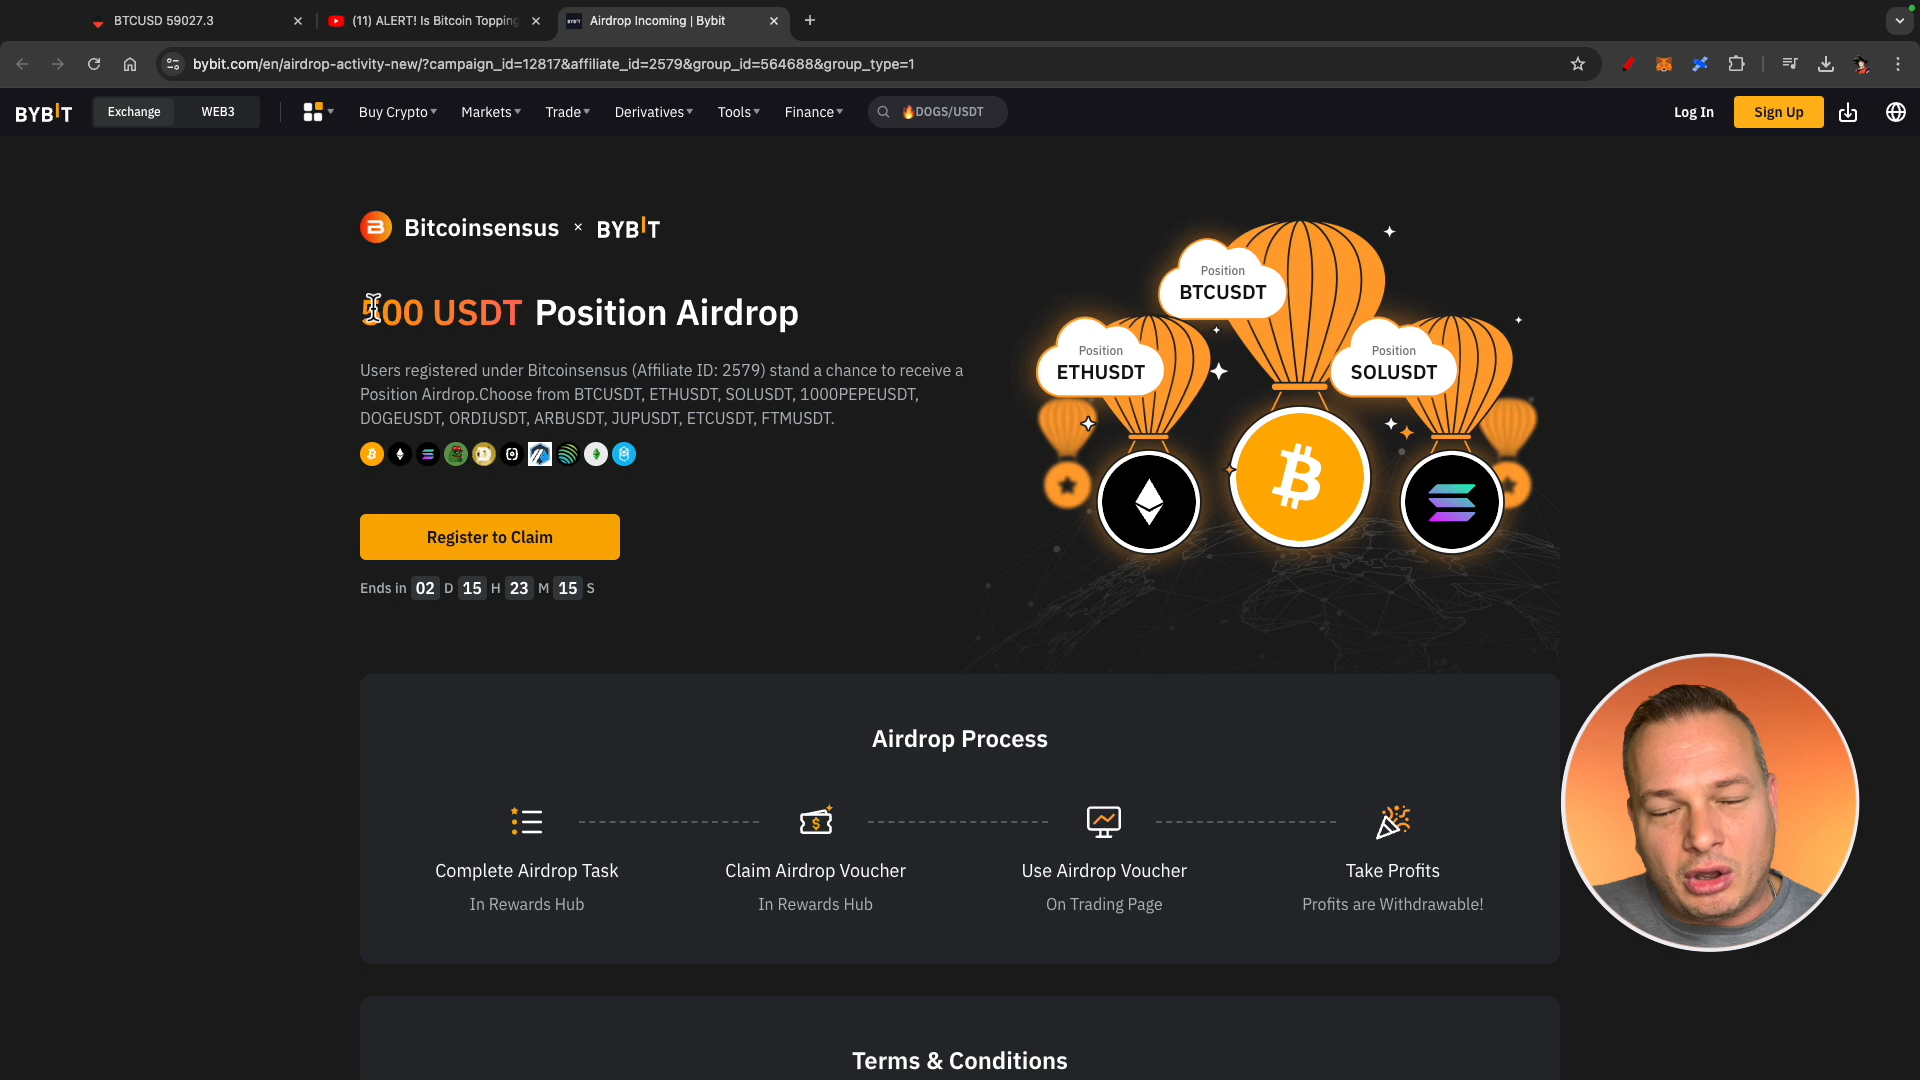 BTCUSD 59027.3
(11) ALERT! Is Bitcoin Topping
Airdrop Incoming | Bybit
bybit.com/en/airdrop-activity-new/?campaign_id=12817&affiliate_id=2579&group_id=564688&group_type=1
BYBIT
Exchange
WEB3
Buy Crypto
Markets
Trade
Derivatives
Tools
Finance
DOGS/USDT
Log In
Sign Up
Bitcoinsensus × BYBIT
500 USDT Position Airdrop
Users registered under Bitcoinsensus (Affiliate ID: 2579) stand a chance to receive a
Position Airdrop.Choose from BTCUSDT, ETHUSDT, SOLUSDT, 1000PEPEUSDT,
DOGEUSDT, ORDIUSDT, ARBUSDT, JUPUSDT, ETCUSDT, FTMUSDT.
Register to Claim
Ends in 02 D 15 H 23 M 15 S
Position
BTCUSDT
Position
ETHUSDT
Position
SOLUSDT
Airdrop Process
Complete Airdrop Task
In Rewards Hub
Claim Airdrop Voucher
In Rewards Hub
Use Airdrop Voucher
On Trading Page
Take Profits
Profits are Withdrawable!
Terms & Conditions